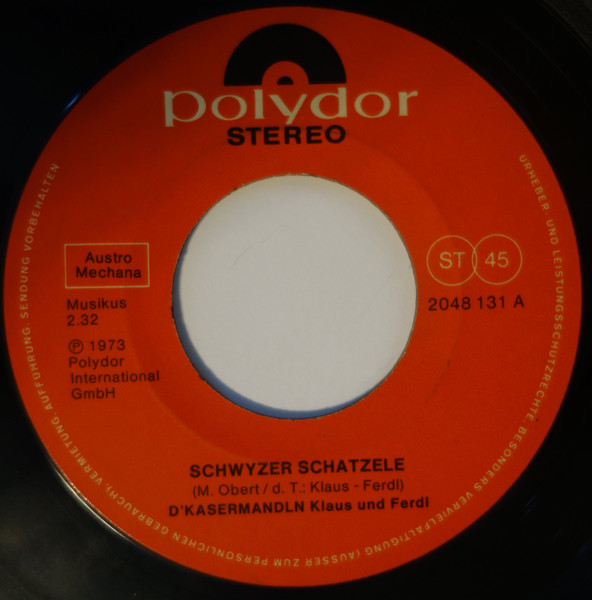 polydor
STEREO
Austro
Mechana
ST 45
Musikus
2.32
2048 131 A
Ⓟ 1973
Polydor
International
GmbH
SCHWYZER SCHATZELE
(M. Obert / d. T.: Klaus - Ferdl)
D'KASERMANDLN Klaus und Ferdl
URHEBER- UND LEISTUNGSSCHUTZRECHTE, BESONDERS VERVIELFÄLTIGUNG (AUSSER ZUM PERSÖNLICHEN GEBRAUCH), VERMIETUNG, AUFFÜHRUNG, SENDUNG VORBEHALTEN